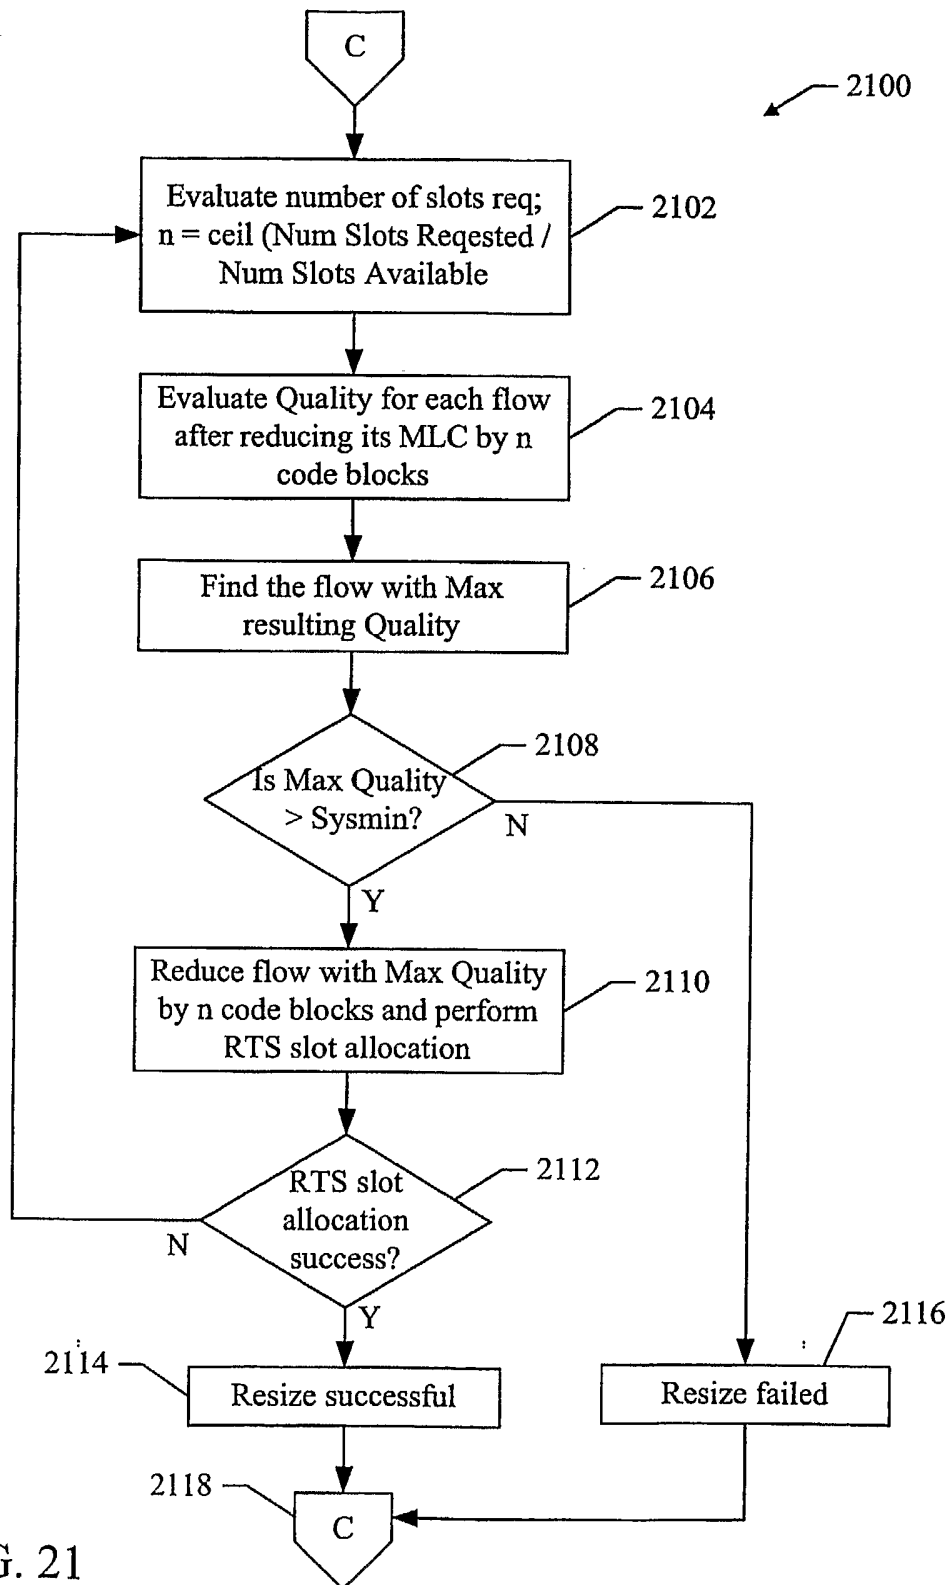 C
2100
Evaluate number of slots req;
n = ceil (Num Slots Reqested /
Num Slots Available
2102
Evaluate Quality for each flow
after reducing its MLC by n
code blocks
2104
Find the flow with Max
resulting Quality
2106
Is Max Quality
> Sysmin?
2108
N
Y
Reduce flow with Max Quality
by n code blocks and perform
RTS slot allocation
2110
RTS slot
allocation
success?
2112
N
Y
2114
Resize successful
2116
Resize failed
2118
C
G. 21